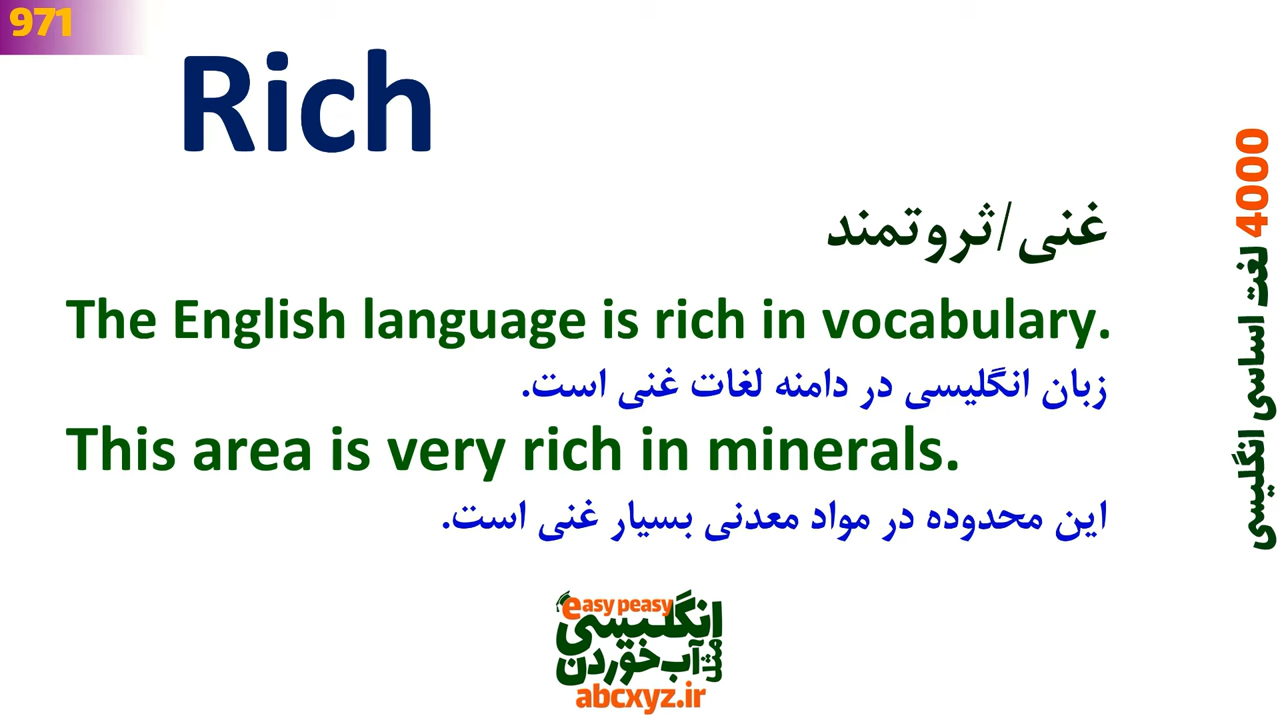 971
Rich
غنی/ثروتمند
The English language is rich in vocabulary.
زبان انگلیسی در دامنه لغات غنی است.
This area is very rich in minerals.
این محدوده در مواد معدنی بسیار غنی است.
4000 لغت اساسی انگلیسی
easy peasy
انگلیسی
مثل آب خوردن
abcxyz.ir